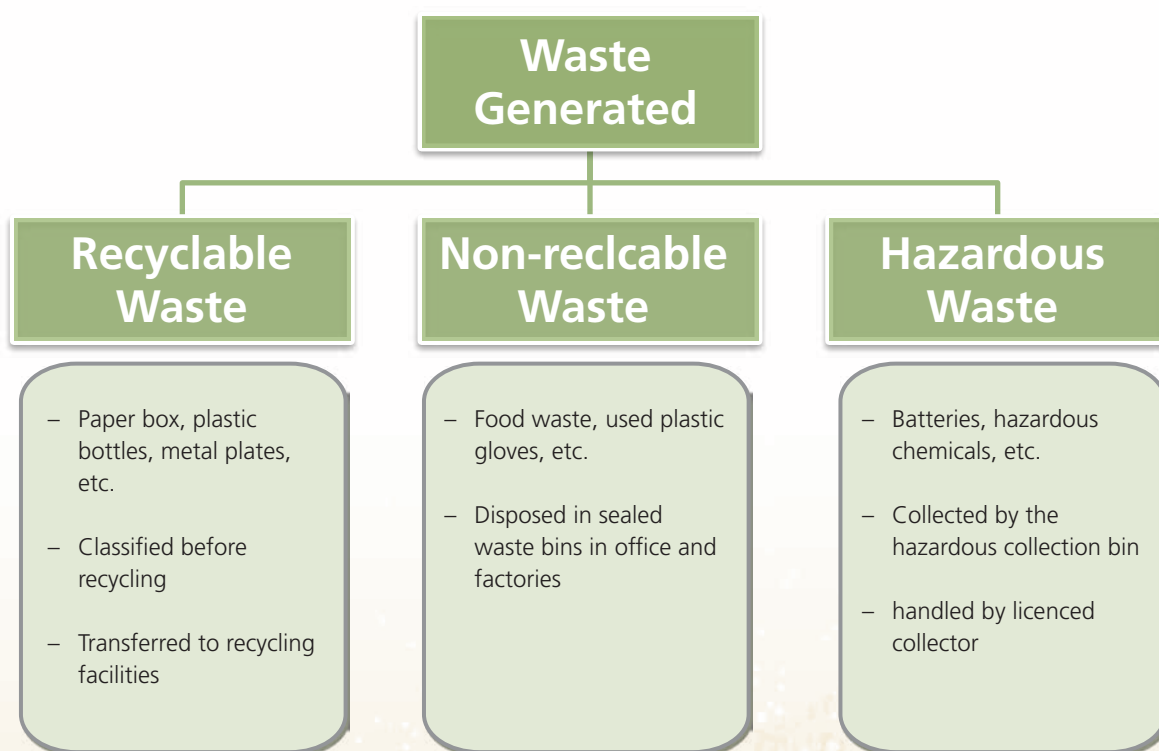 Waste
Generated
Recyclable
Waste
– Paper box, plastic
bottles, metal plates,
etc.
– Classified before
recycling
– Transferred to recycling
facilities
Non-reclcable
Waste
– Food waste, used plastic
gloves, etc.
– Disposed in sealed
waste bins in office and
factories
Hazardous
Waste
– Batteries, hazardous
chemicals, etc.
– Collected by the
hazardous collection bin
– handled by licenced
collector